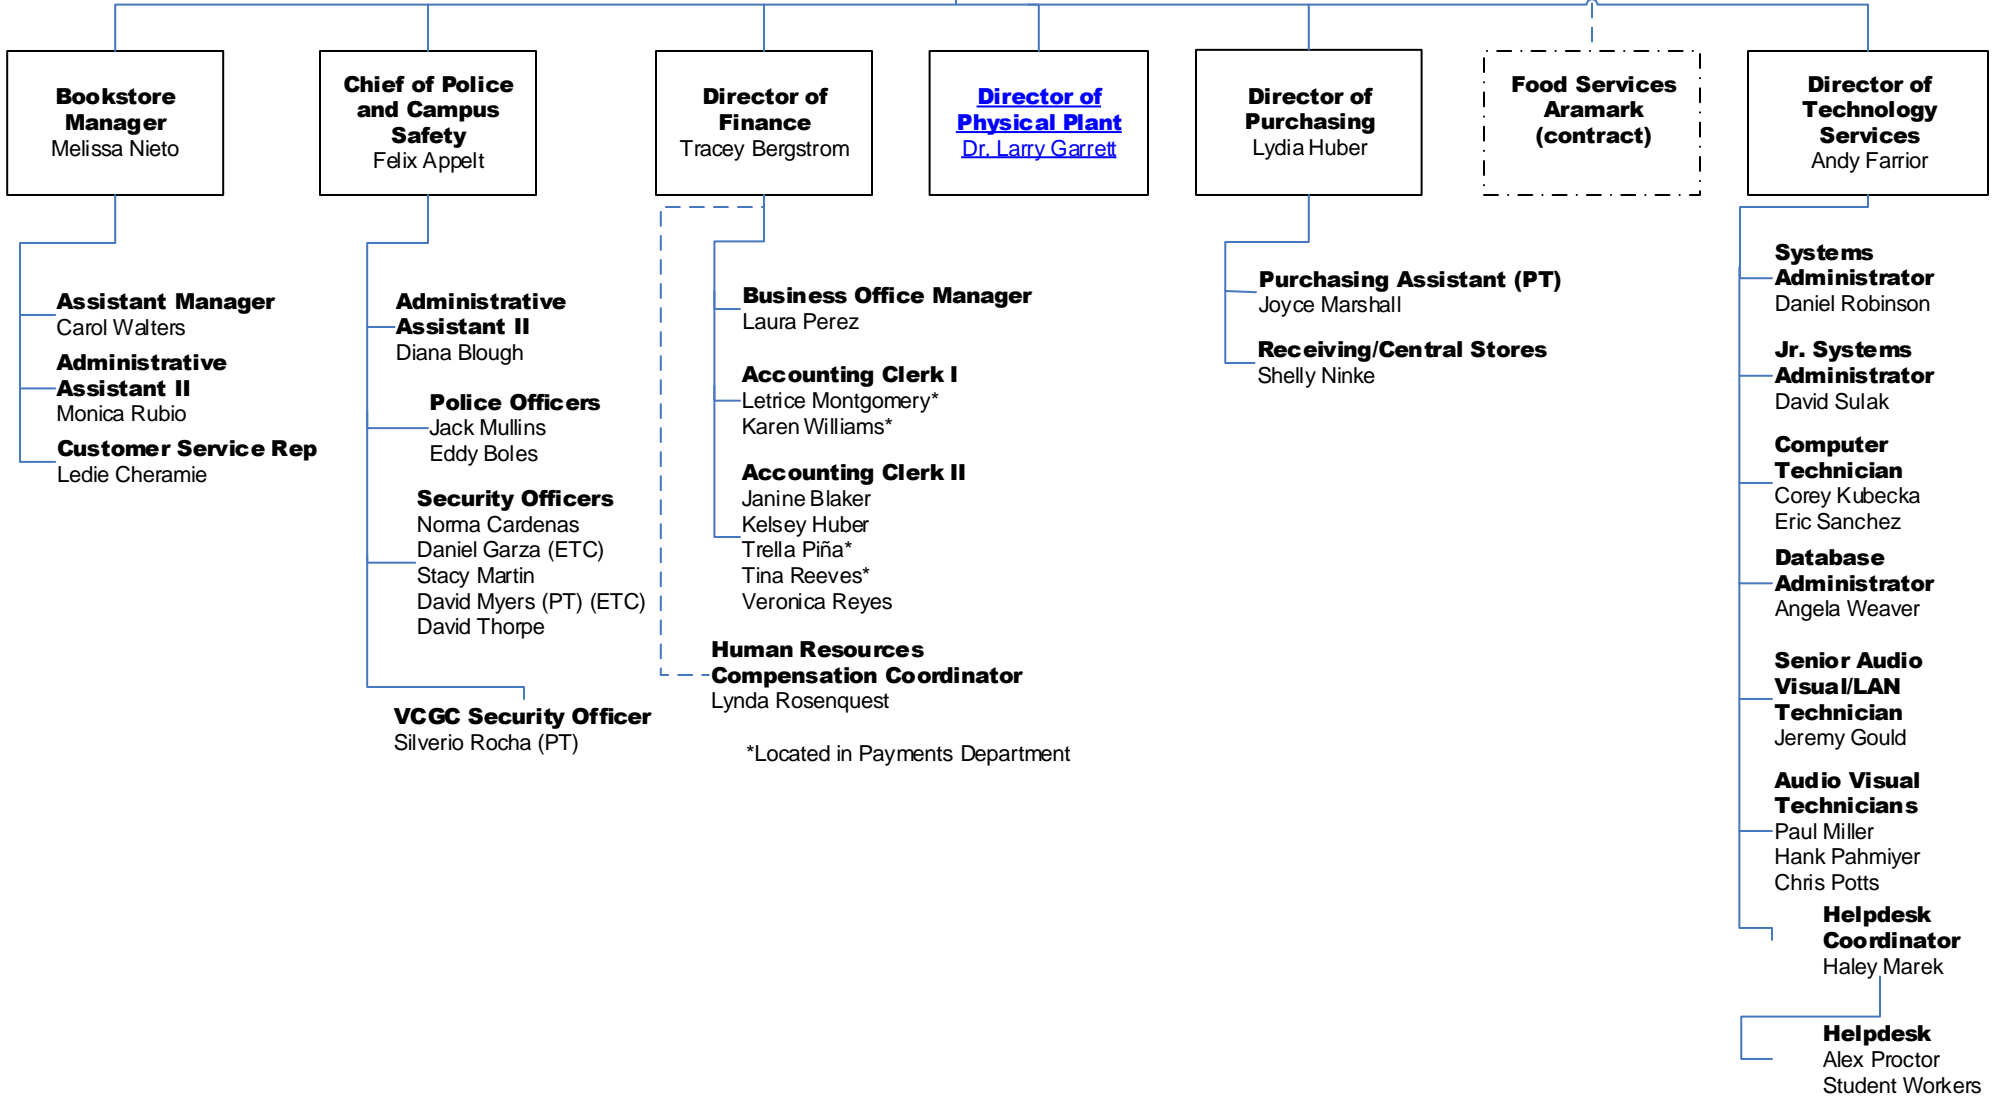 Bookstore
Manager
Melissa Nieto
Chief of Police
and Campus
Safety
Felix Appelt
Director of
Finance
Tracey Bergstrom
Director of
Physical Plant
Dr. Larry Garrett
Director of
Purchasing
Lydia Huber
Food Services
Aramark
(contract)
Director of
Technology
Services
Andy Farrior
Assistant Manager
Carol Walters
Administrative
Assistant II
Monica Rubio
Customer Service Rep
Ledie Cheramie
Administrative
Assistant II
Diana Blough
Police Officers
Jack Mullins
Eddy Boles
Security Officers
Norma Cardenas
Daniel Garza (ETC)
Stacy Martin
David Myers (PT) (ETC)
David Thorpe
VCGC Security Officer
Silverio Rocha (PT)
Business Office Manager
Laura Perez
Accounting Clerk I
Letrice Montgomery*
Karen Williams*
Accounting Clerk II
Janine Blaker
Kelsey Huber
Trella Piña*
Tina Reeves*
Veronica Reyes
Human Resources
Compensation Coordinator
Lynda Rosenquest
*Located in Payments Department
Purchasing Assistant (PT)
Joyce Marshall
Receiving/Central Stores
Shelly Ninke
Systems
Administrator
Daniel Robinson
Jr. Systems
Administrator
David Sulak
Computer
Technician
Corey Kubecka
Eric Sanchez
Database
Administrator
Angela Weaver
Senior Audio
Visual/LAN
Technician
Jeremy Gould
Audio Visual
Technicians
Paul Miller
Hank Pahmiyer
Chris Potts
Helpdesk
Coordinator
Haley Marek
Helpdesk
Alex Proctor
Student Workers